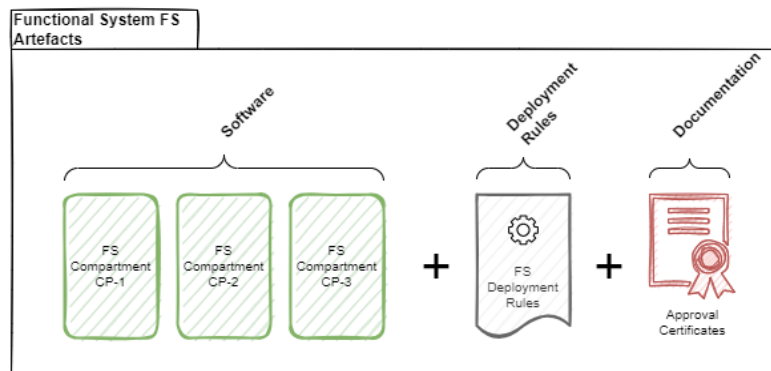 Functional System FS
Artefacts
Software
Deployment
Rules
Documentation
FS
Compartment
CP-1
FS
Compartment
CP-2
FS
Compartment
CP-3
+
FS
Deployment
Rules
+
Approval
Certificates